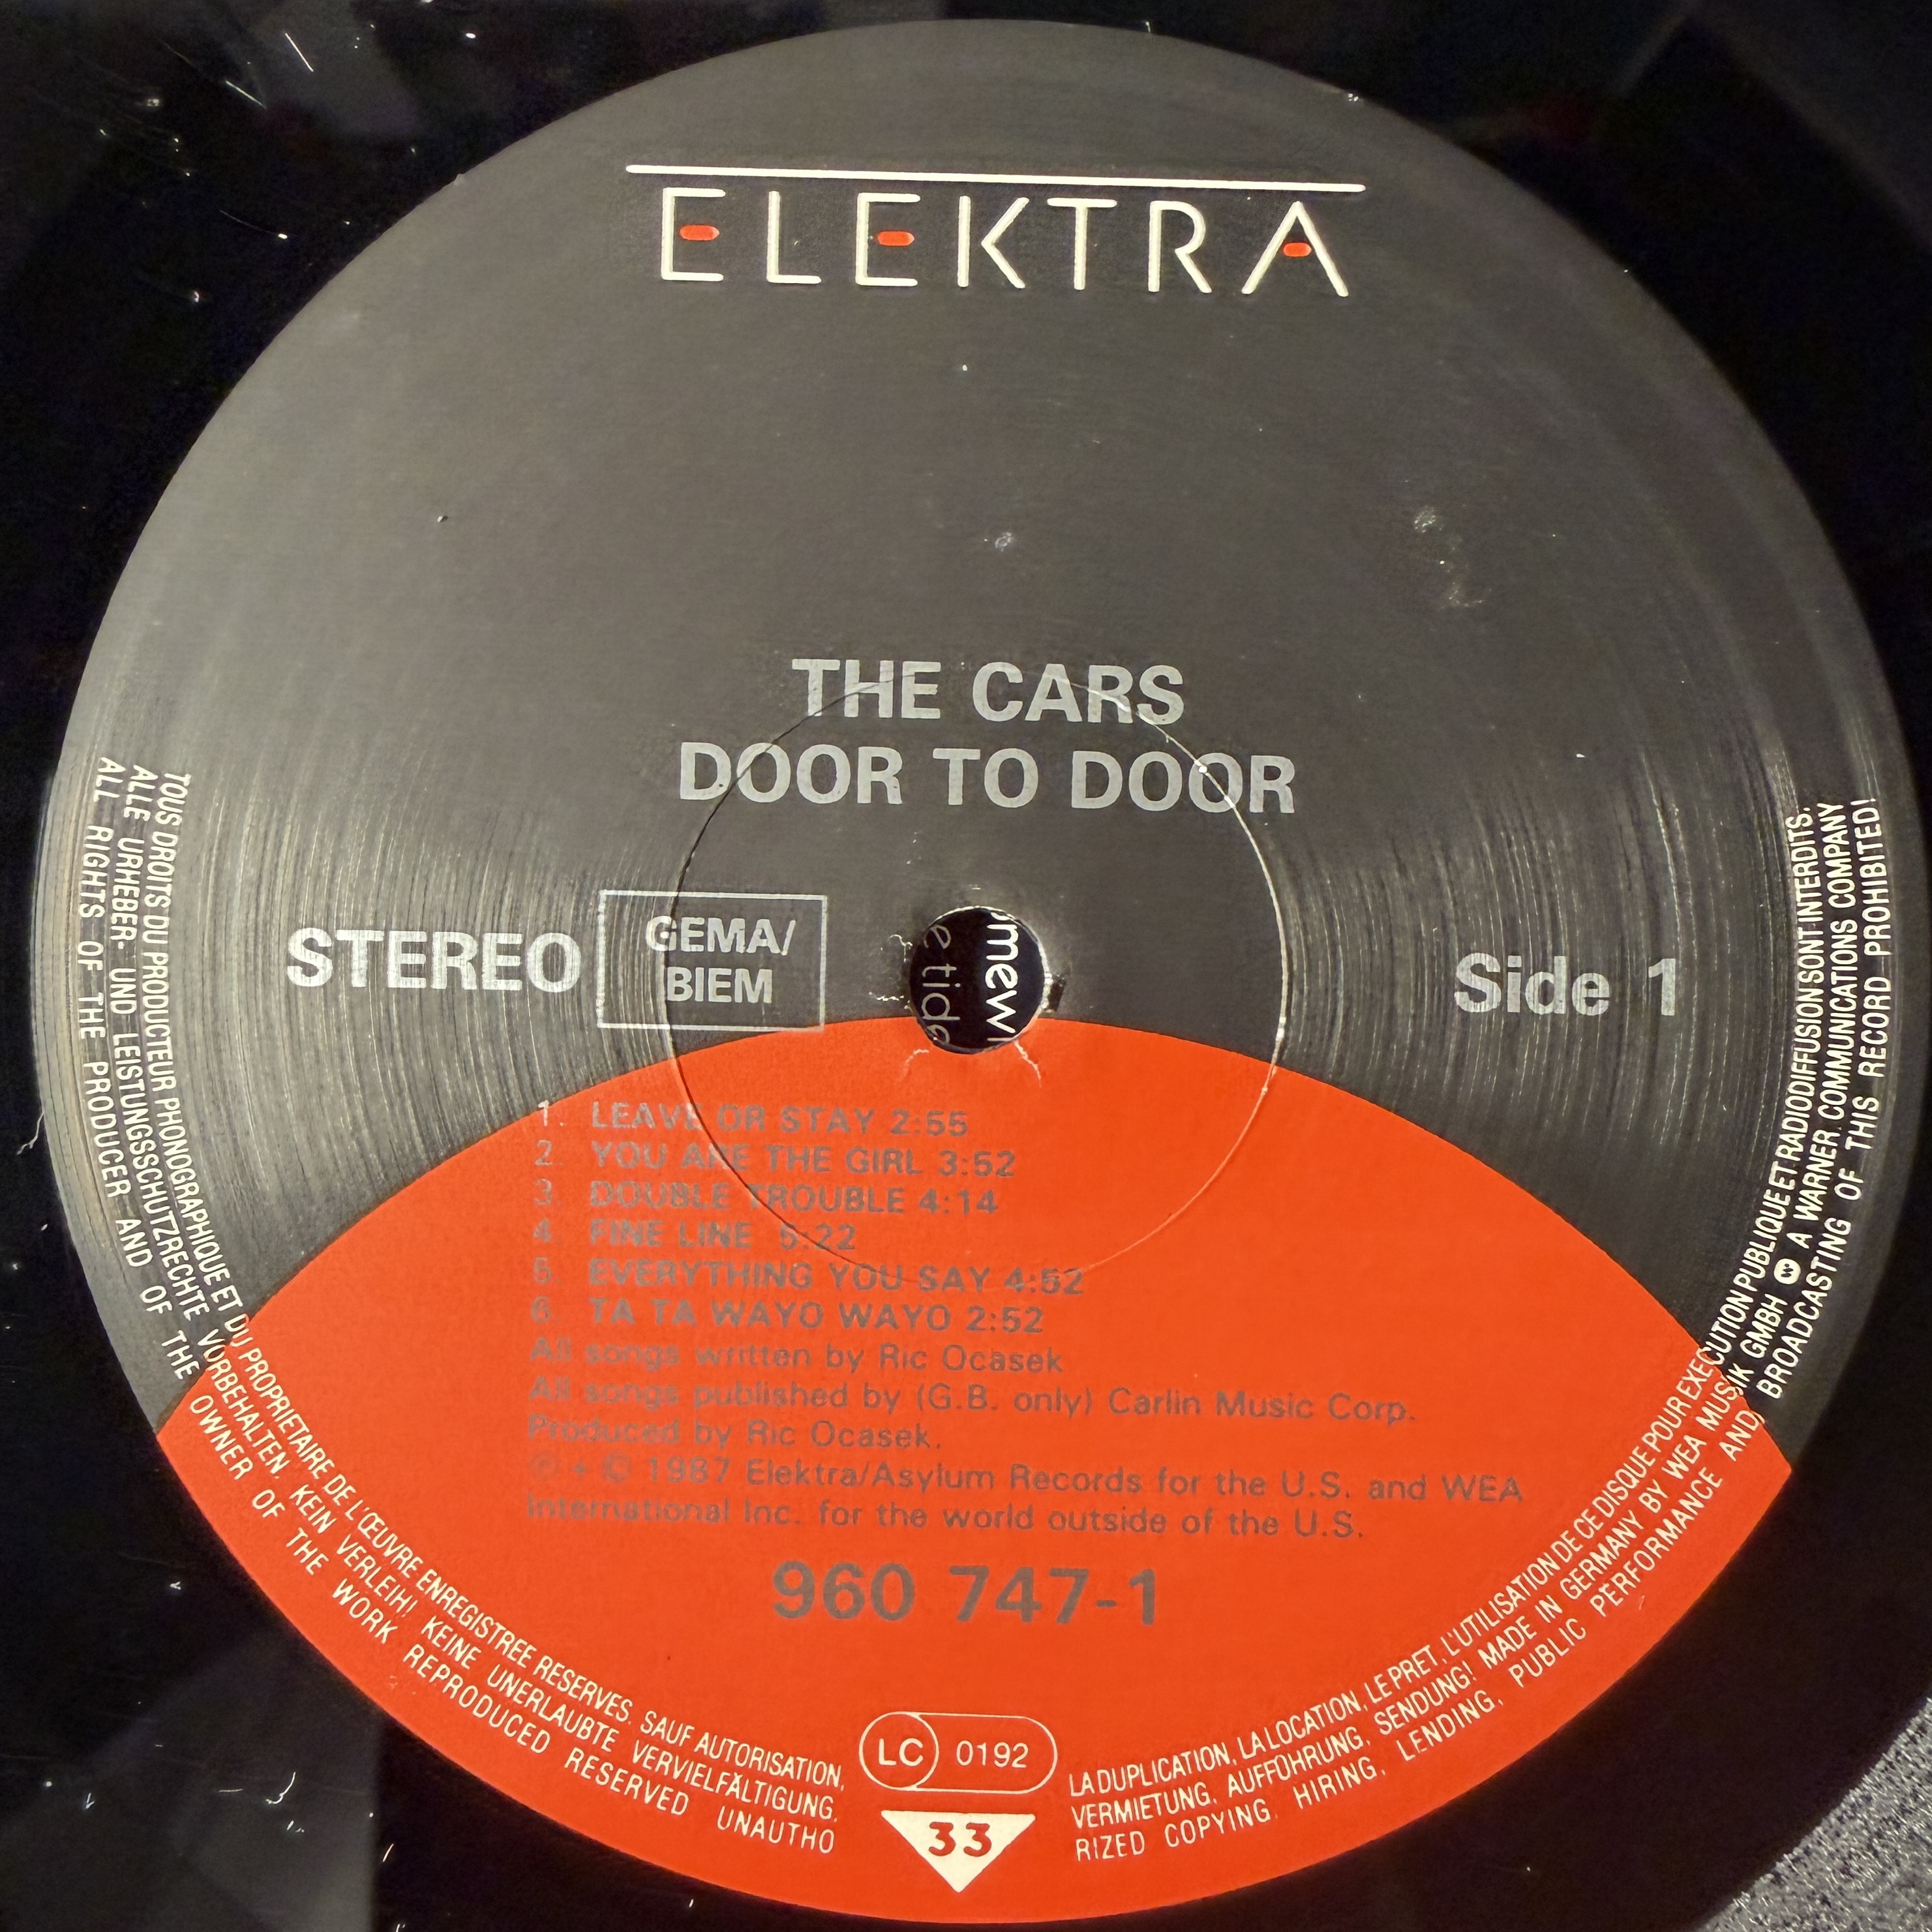 ELEKTRA
THE CARS
DOOR TO DOOR
STEREO
GEMA/
BIEM
Side 1
1. LEAVE OR STAY 2:55
2. YOU ARE THE GIRL 3:52
3. DOUBLE TROUBLE 4:14
4. FINE LINE 5:22
5. EVERYTHING YOU SAY 4:52
6. TA TA WAYO WAYO 2:52
All songs written by Ric Ocasek
All songs published by (G.B. only) Carlin Music Corp.
Produced by Ric Ocasek.
℗ + © 1987 Elektra/Asylum Records for the U.S. and WEA
International Inc. for the world outside of the U.S.
960 747-1
LC 0192
33
TOUS DROITS DU PRODUCTEUR PHONOGRAPHIQUE ET DU PROPRIETAIRE DE L'ŒUVRE ENREGISTREE RESERVES. SAUF AUTORISATION, LA DUPLICATION, LA LOCATION, LE PRET, L'UTILISATION DE CE DISQUE POUR EXECUTION PUBLIQUE ET RADIODIFFUSION SONT INTERDITS.
ALLE URHEBER- UND LEISTUNGSSCHUTZRECHTE VORBEHALTEN. KEIN VERLEIH! KEINE UNERLAUBTE VERVIELFÄLTIGUNG, VERMIETUNG, AUFFÜHRUNG, SENDUNG! MADE IN GERMANY BY WEA MUSIK GMBH W A WARNER COMMUNICATIONS COMPANY
ALL RIGHTS OF THE PRODUCER AND OF THE OWNER OF THE WORK REPRODUCED RESERVED UNAUTHORIZED COPYING, HIRING, LENDING, PUBLIC PERFORMANCE AND BROADCASTING OF THIS RECORD PROHIBITED!
e tide